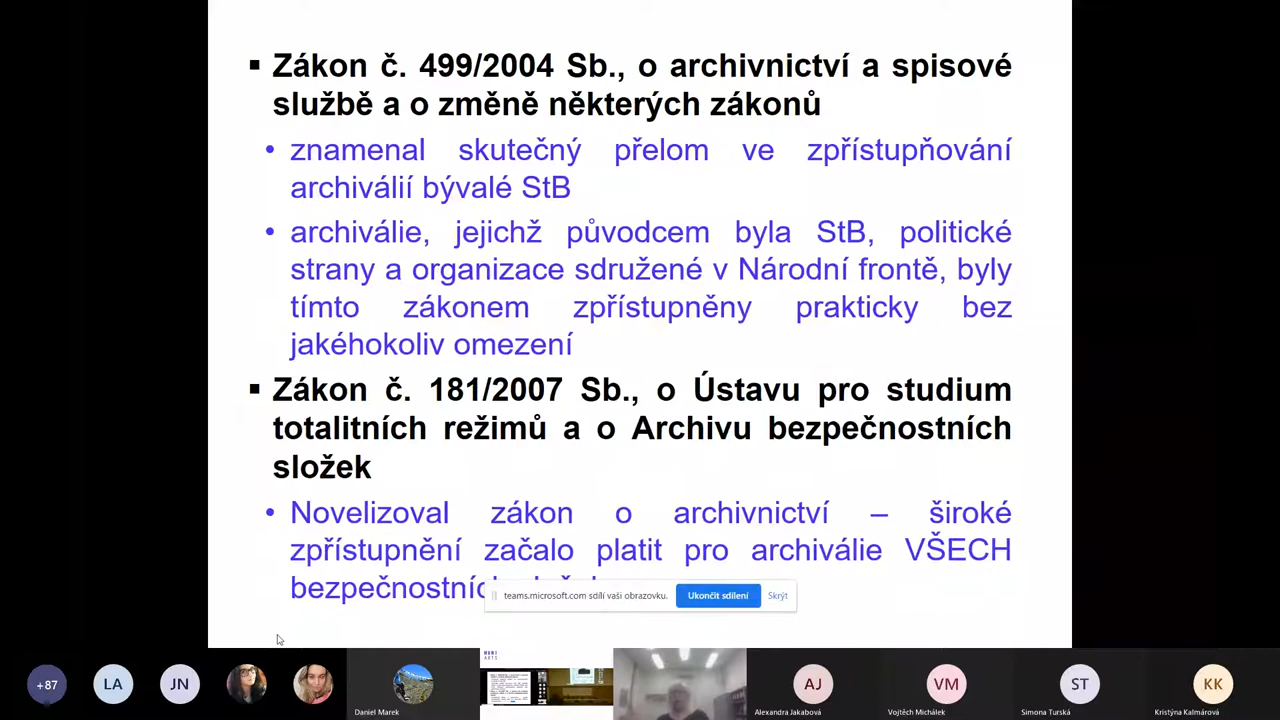 Zákon č. 499/2004 Sb., o archivnictví a spisové
službě a o změně některých zákonů
znamenal skutečný přelom ve zpřístupňování
archiválií bývalé StB
archiválie, jejichž původcem byla StB, politické
strany a organizace sdružené v Národní frontě, byly
tímto zákonem zpřístupněny prakticky bez
jakéhokoliv omezení
Zákon č. 181/2007 Sb., o Ústavu pro studium
totalitních režimů a o Archivu bezpečnostních
složek
Novelizoval zákon o archivnictví – široké
zpřístupnění začalo platit pro archiválie VŠECH
teams.microsoft.com sdílí vaši obrazovku. Ukončit sdílení Skrýt
MUNI
ARTS
+87 LA JN AJ VM ST KK
Daniel Marek Alexandra Jakabová Vojtěch Michálek Simona Turská Kristýna Kalmárová